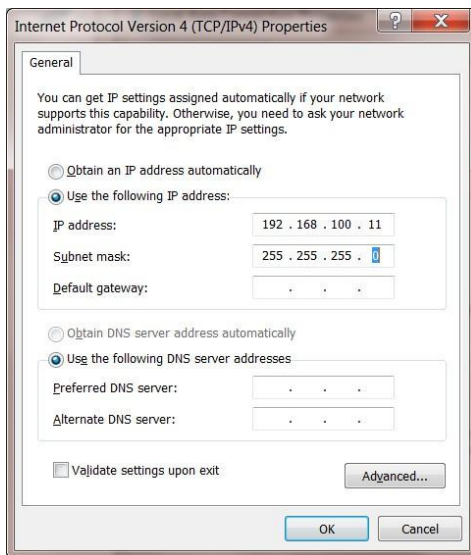 Internet Protocol Version 4 (TCP/IPv4) Properties
General
You can get IP settings assigned automatically if your network
supports this capability. Otherwise, you need to ask your network
administrator for the appropriate IP settings.
Obtain an IP address automatically
Use the following IP address:
IP address: 192 . 168 . 100 . 11
Subnet mask: 255 . 255 . 255 . 0
Default gateway: . . .
Obtain DNS server address automatically
Use the following DNS server addresses
Preferred DNS server: . . .
Alternate DNS server: . . .
Validate settings upon exit
Advanced...
OK Cancel